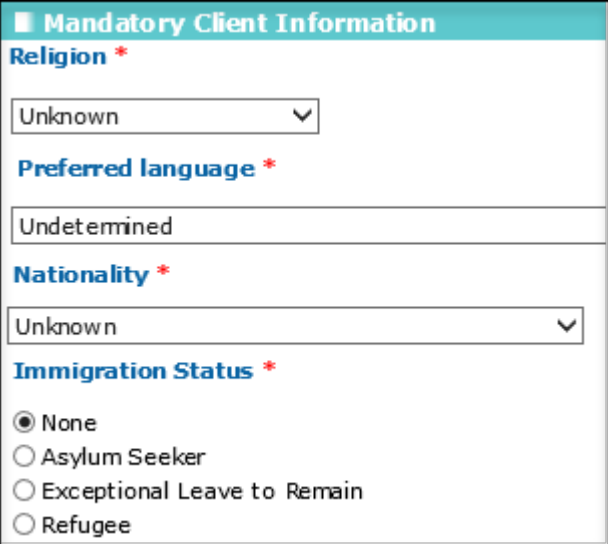 Mandatory Client Information
Religion *
Unknown
Preferred language *
Undetermined
Nationality *
Unknown
Immigration Status *
None
Asylum Seeker
Exceptional Leave to Remain
Refugee